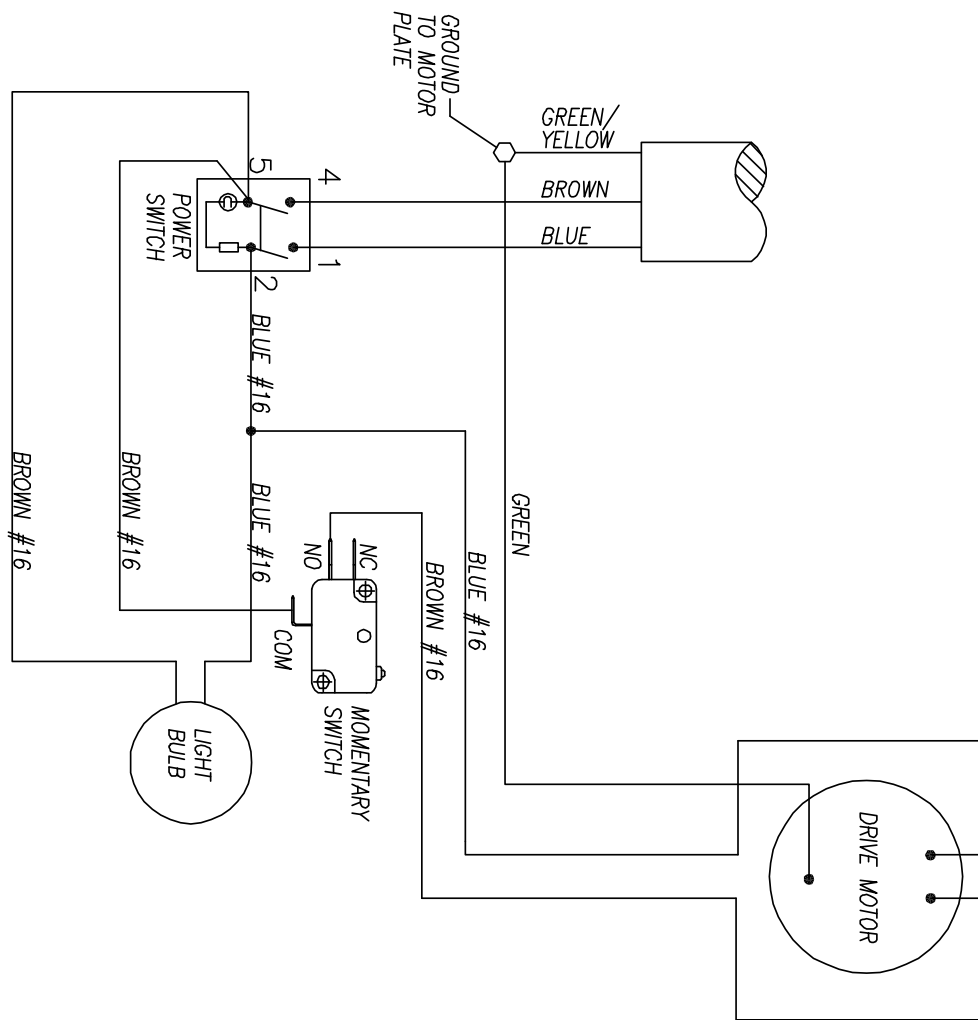 GROUND
TO MOTOR
PLATE
GREEN/
YELLOW
BROWN
BLUE
5
4
POWER
SWITCH
2
1
BLUE #16
BROWN #16
BROWN #16
BLUE #16
GREEN
BLUE #16
BROWN #16
NO
NC
COM
MOMENTARY
SWITCH
LIGHT
BULB
DRIVE MOTOR